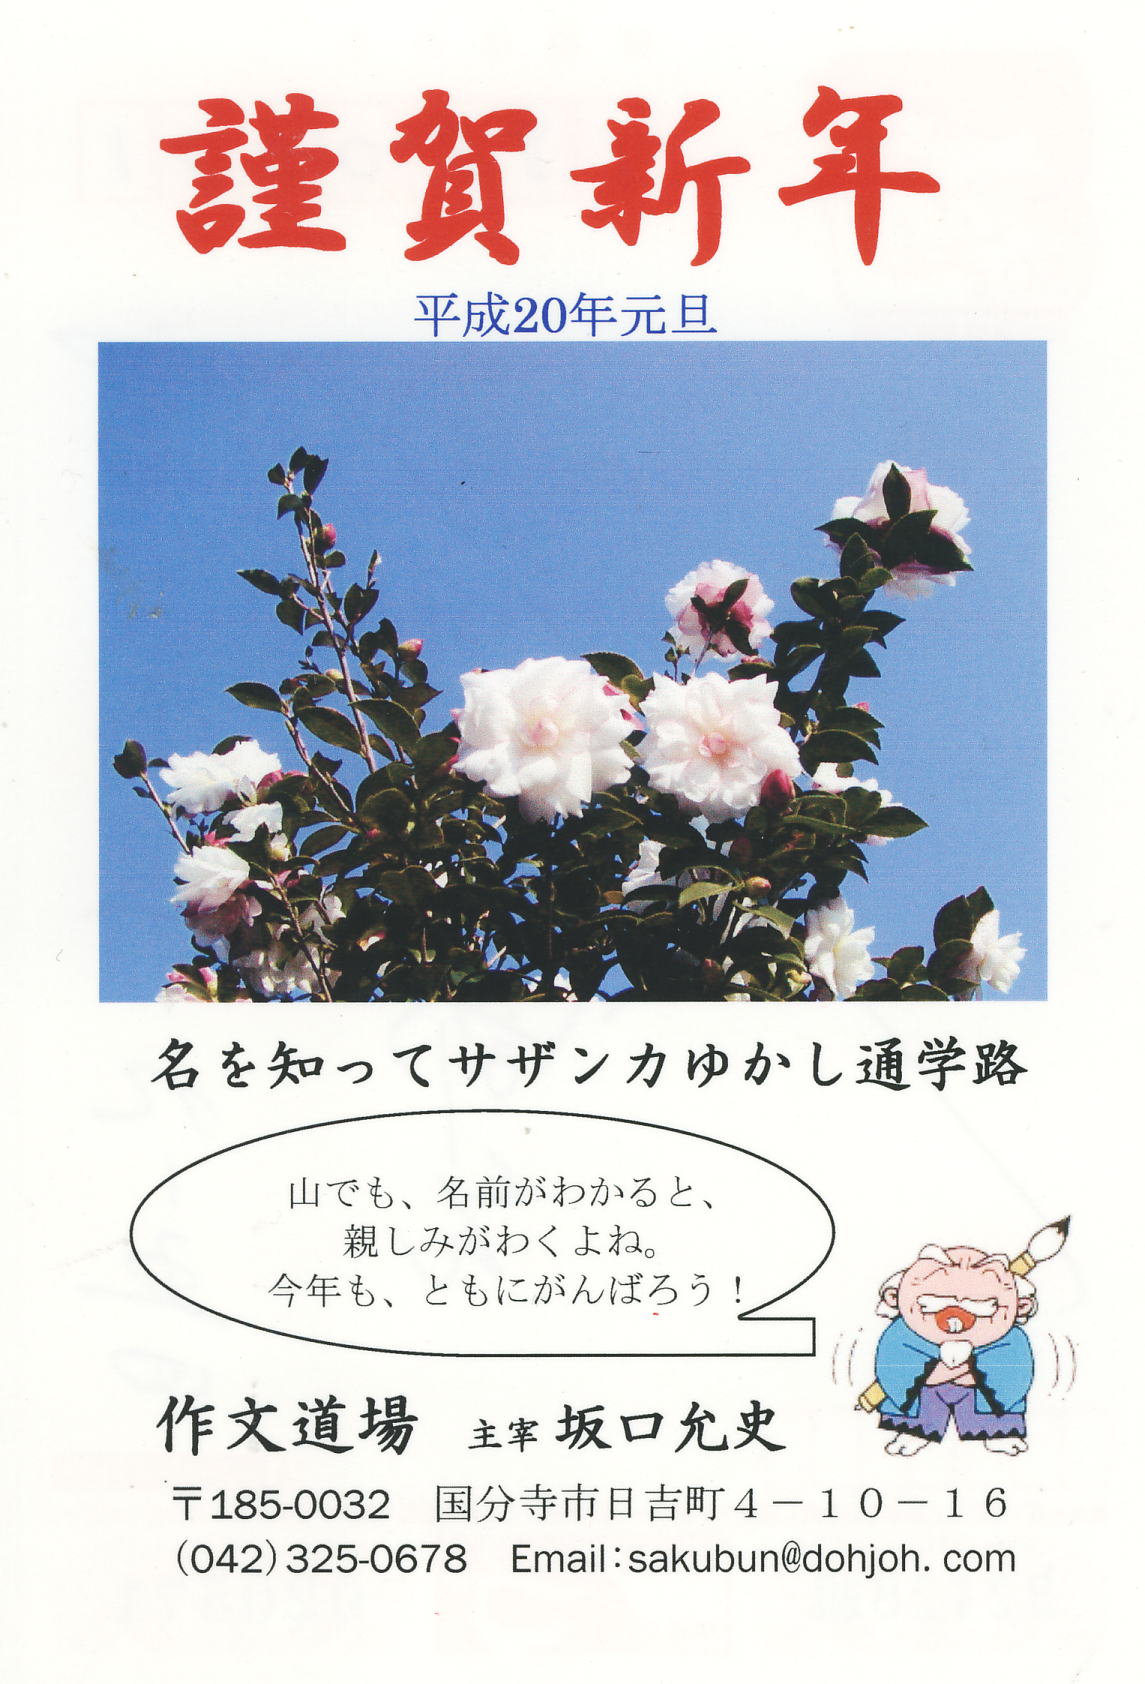 謹賀新年
平成20年元旦
名を知ってサザンカゆかし通学路
山でも、名前がわかると、
親しみがわくよね。
今年も、ともにがんばろう！
作文道場　主宰 坂口允史
〒185-0032　国分寺市日吉町４－１０－１６
（042）325-0678　Email：sakubun@dohjoh. com